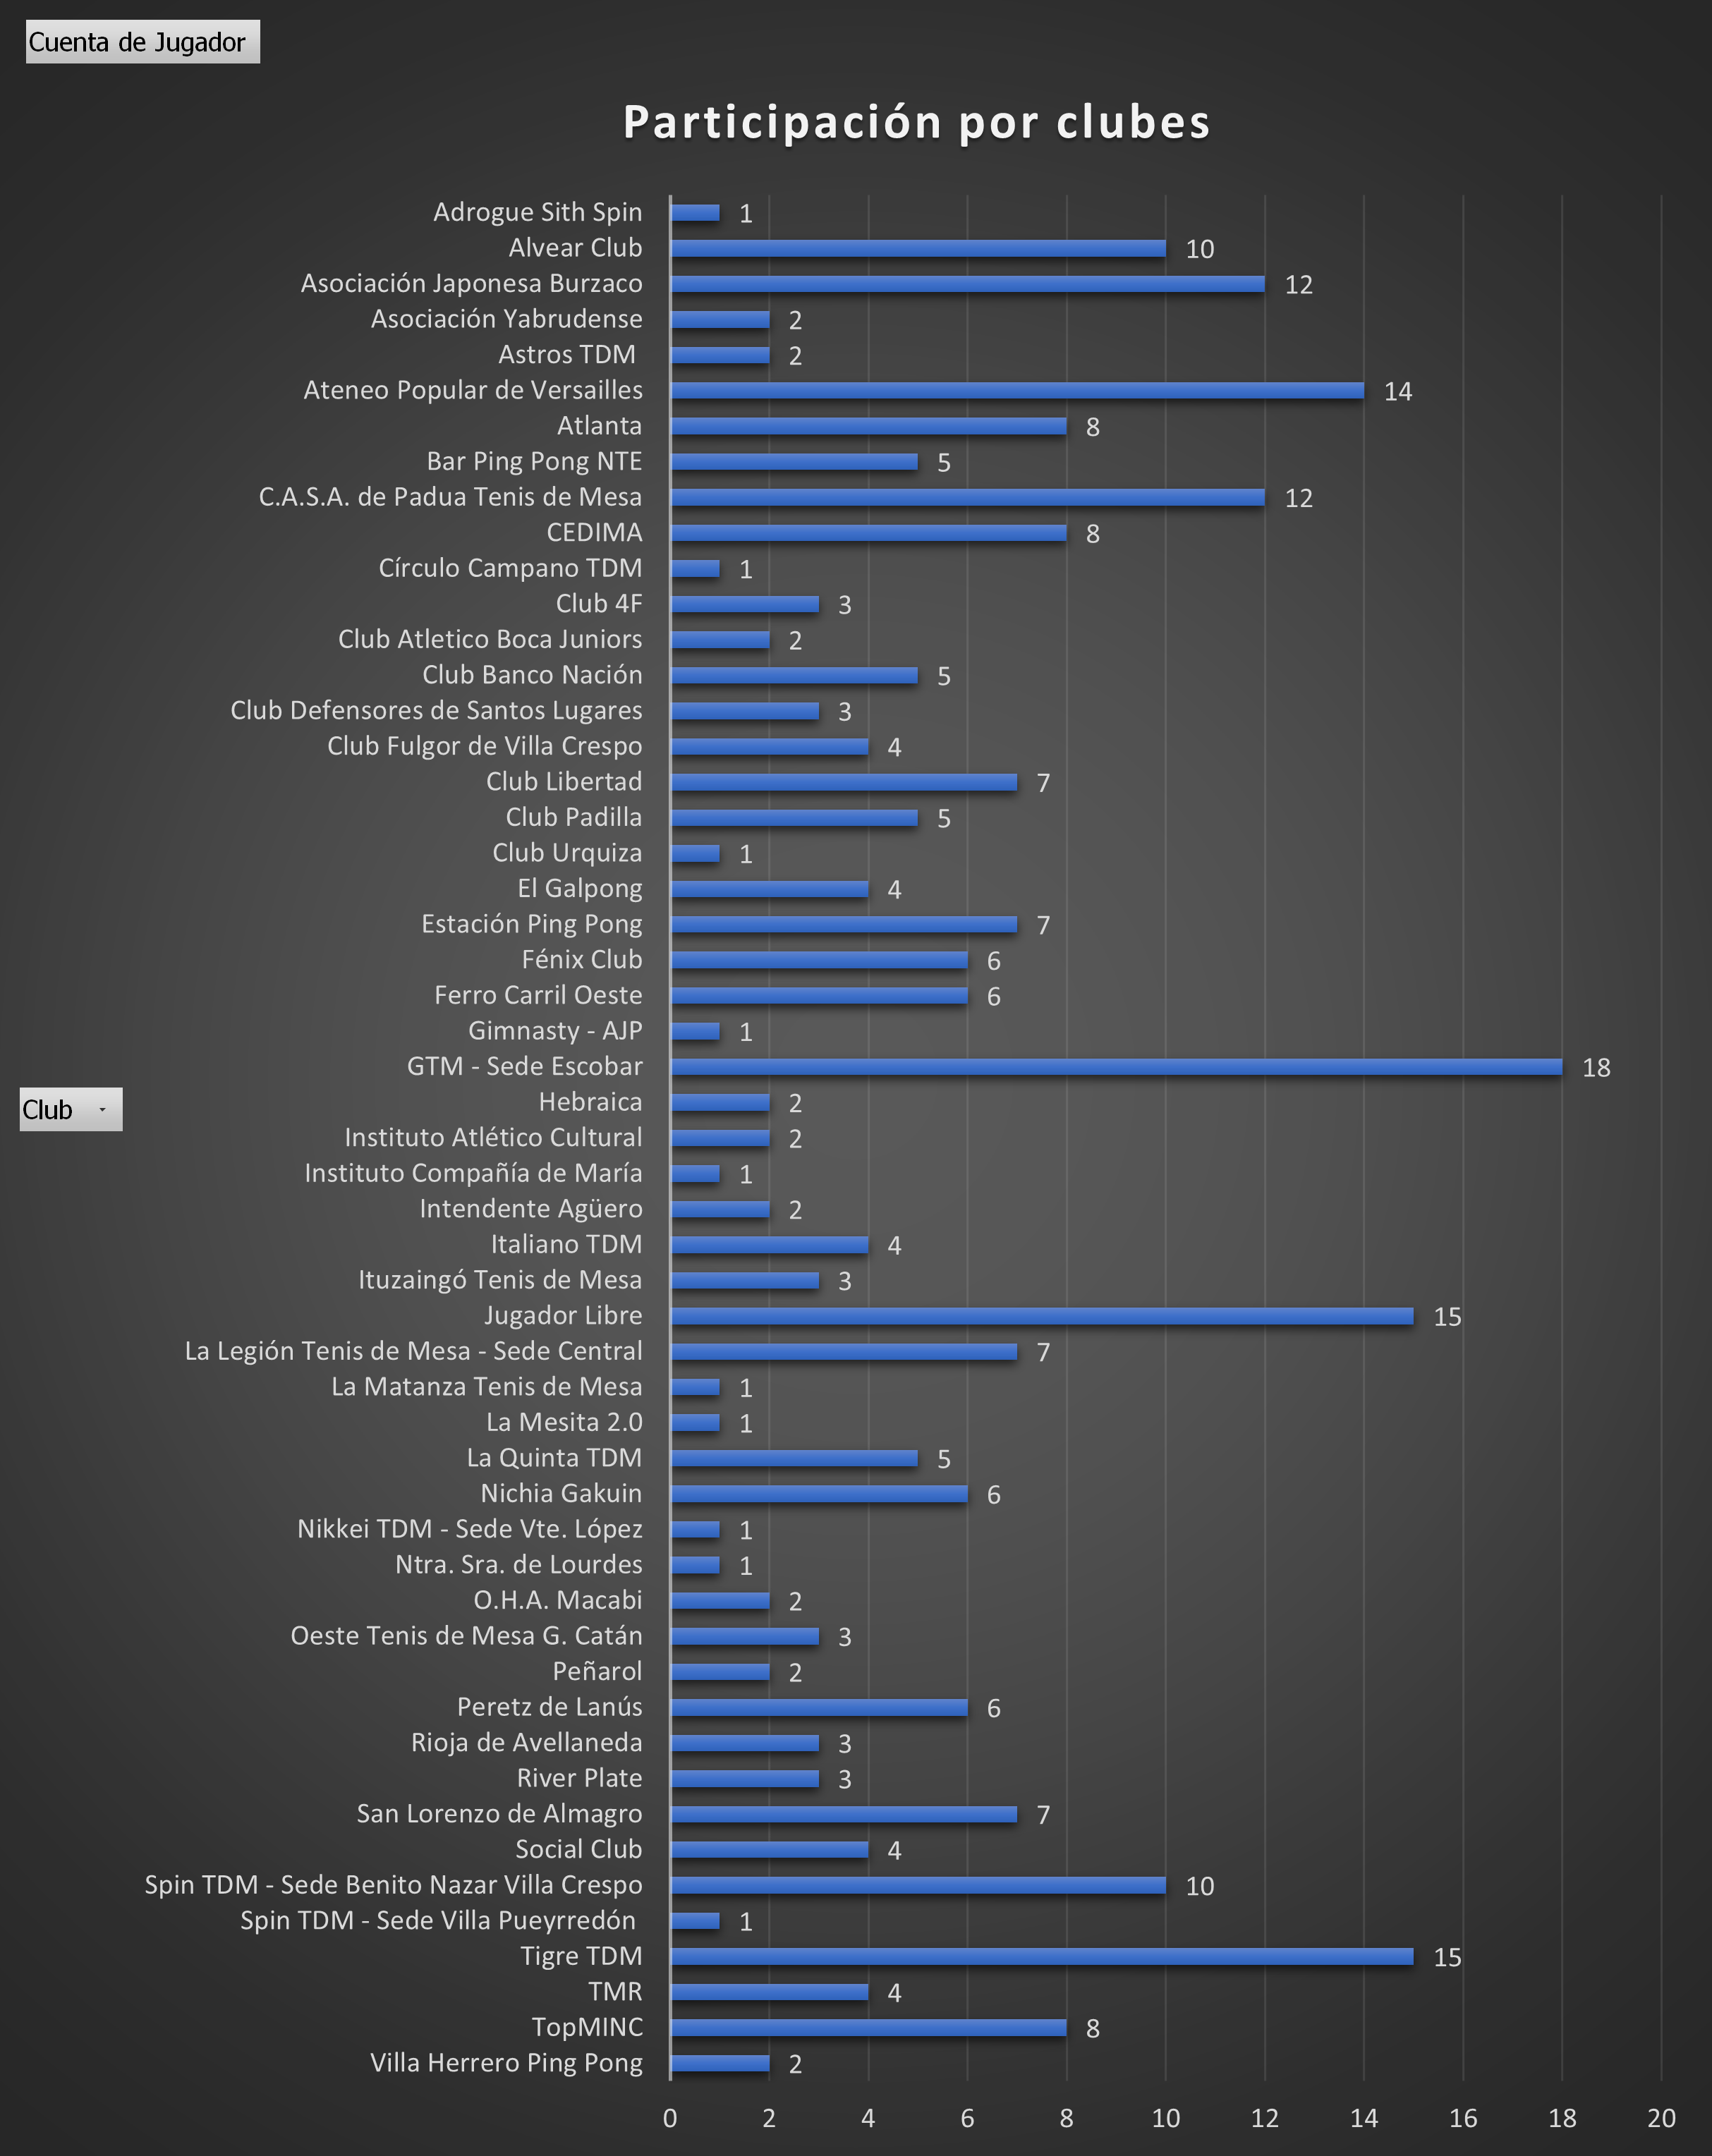 Cuenta de Jugador
Participación por clubes
Adrogue Sith Spin 1
Alvear Club 10
Asociación Japonesa Burzaco 12
Asociación Yabrudense 2
Astros TDM 2
Ateneo Popular de Versailles 14
Atlanta 8
Bar Ping Pong NTE 5
C.A.S.A. de Padua Tenis de Mesa 12
CEDIMA 8
Círculo Campano TDM 1
Club 4F 3
Club Atletico Boca Juniors 2
Club Banco Nación 5
Club Defensores de Santos Lugares 3
Club Fulgor de Villa Crespo 4
Club Libertad 7
Club Padilla 5
Club Urquiza 1
El Galpong 4
Estación Ping Pong 7
Fénix Club 6
Ferro Carril Oeste 6
Gimnasty - AJP 1
GTM - Sede Escobar 18
Club
Hebraica 2
Instituto Atlético Cultural 2
Instituto Compañía de María 1
Intendente Agüero 2
Italiano TDM 4
Ituzaingó Tenis de Mesa 3
Jugador Libre 15
La Legión Tenis de Mesa - Sede Central 7
La Matanza Tenis de Mesa 1
La Mesita 2.0 1
La Quinta TDM 5
Nichia Gakuin 6
Nikkei TDM - Sede Vte. López 1
Ntra. Sra. de Lourdes 1
O.H.A. Macabi 2
Oeste Tenis de Mesa G. Catán 3
Peñarol 2
Peretz de Lanús 6
Rioja de Avellaneda 3
River Plate 3
San Lorenzo de Almagro 7
Social Club 4
Spin TDM - Sede Benito Nazar Villa Crespo 10
Spin TDM - Sede Villa Pueyrredón 1
Tigre TDM 15
TMR 4
TopMINC 8
Villa Herrero Ping Pong 2
0 2 4 6 8 10 12 14 16 18 20